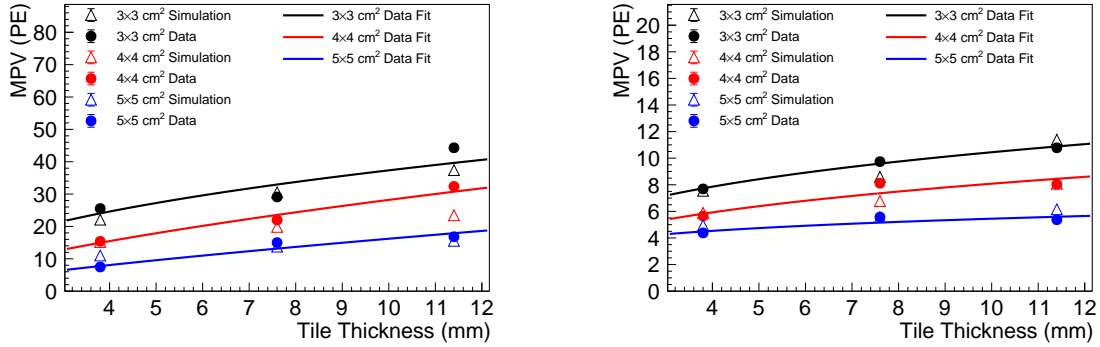 MPV (PE)
80
70
60
50
40
30
20
10
0
3×3 cm² Simulation
3×3 cm² Data
4×4 cm² Simulation
4×4 cm² Data
5×5 cm² Simulation
5×5 cm² Data
3×3 cm² Data Fit
4×4 cm² Data Fit
5×5 cm² Data Fit
4 5 6 7 8 9 10 11 12
Tile Thickness (mm)
MPV (PE)
20
18
16
14
12
10
8
6
4
2
0
3×3 cm² Simulation
3×3 cm² Data
4×4 cm² Simulation
4×4 cm² Data
5×5 cm² Simulation
5×5 cm² Data
3×3 cm² Data Fit
4×4 cm² Data Fit
5×5 cm² Data Fit
4 5 6 7 8 9 10 11 12
Tile Thickness (mm)